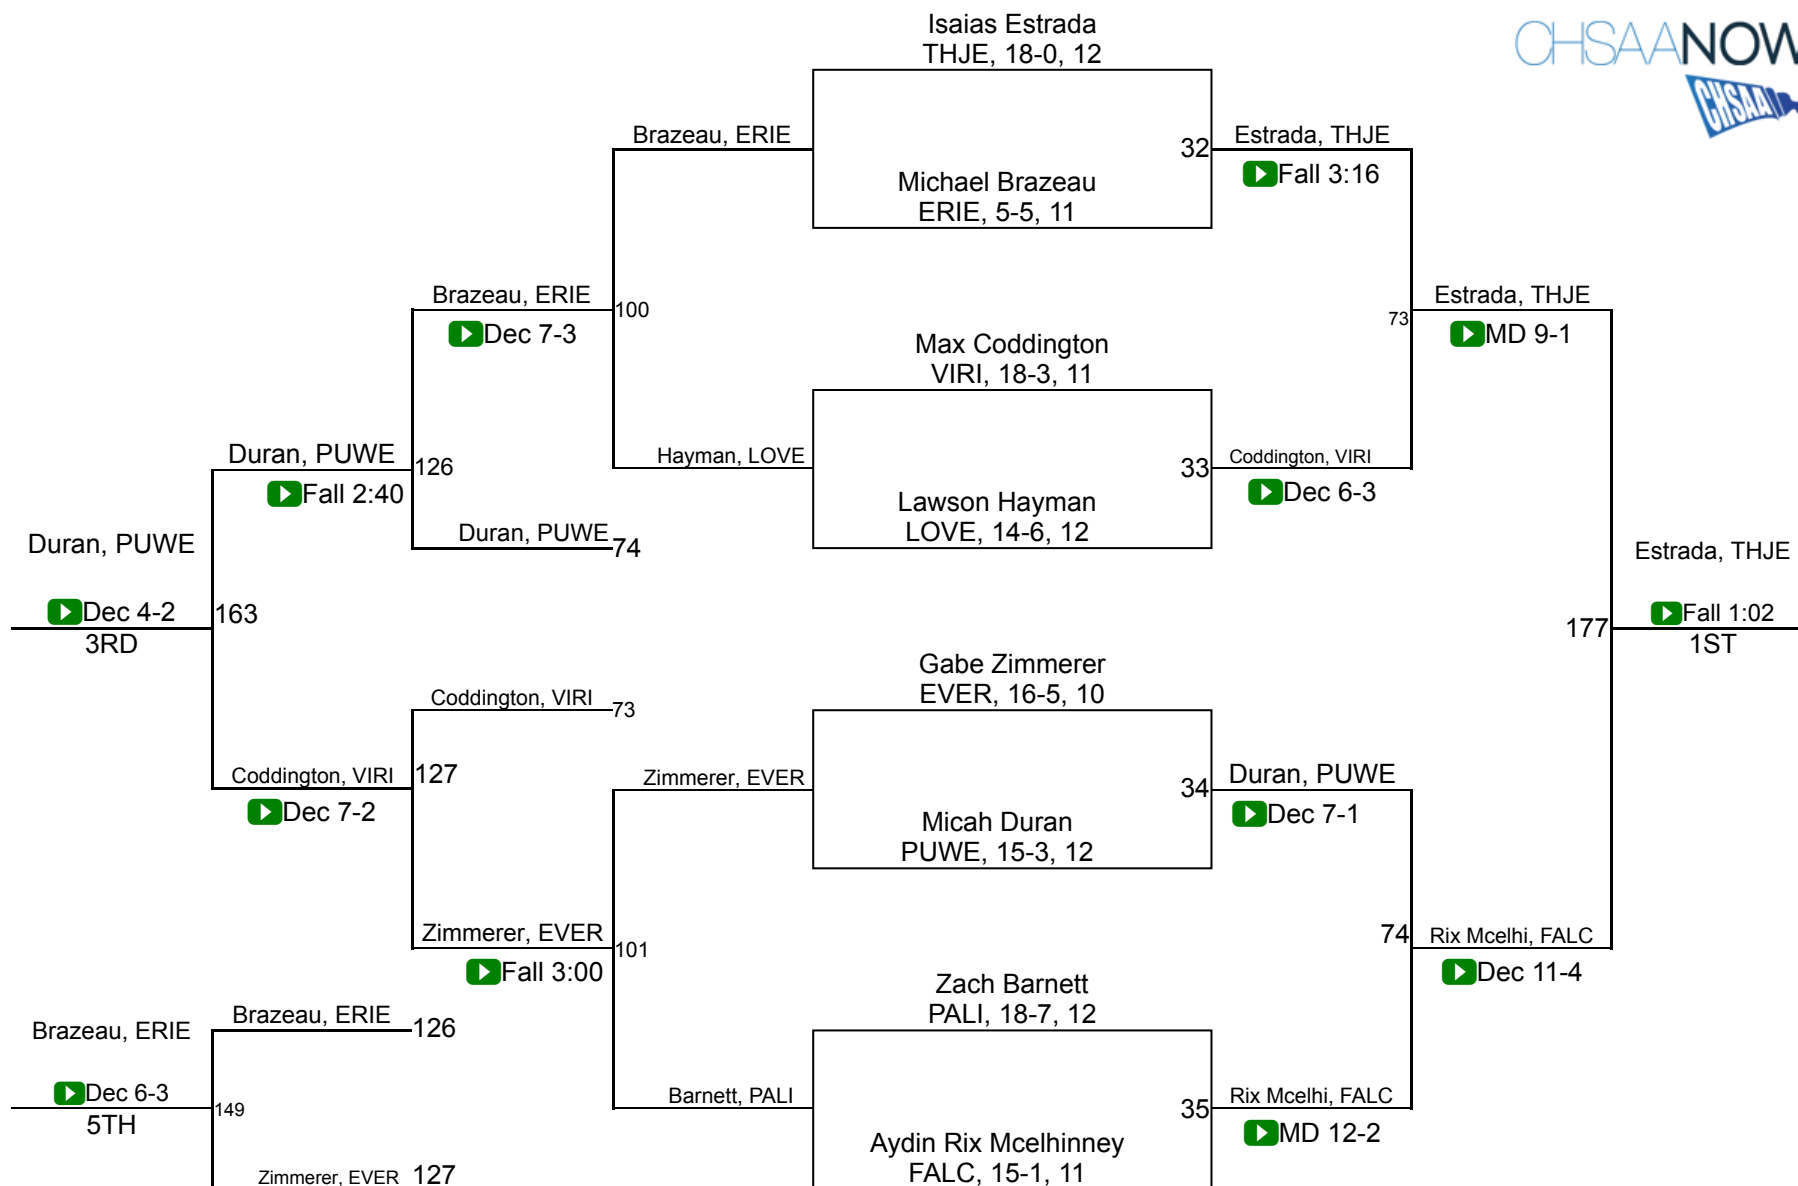 Isaias Estrada
THJE, 18-0, 12
CHSAANOW
CHSAA
Brazeau, ERIE
32
Estrada, THJE
Fall 3:16
Michael Brazeau
ERIE, 5-5, 11
Brazeau, ERIE
100
Dec 7-3
73
Estrada, THJE
MD 9-1
Max Coddington
VIRI, 18-3, 11
Duran, PUWE
126
Fall 2:40
Hayman, LOVE
33
Coddington, VIRI
Dec 6-3
Lawson Hayman
LOVE, 14-6, 12
Duran, PUWE
74
Duran, PUWE
Dec 4-2
163
3RD
Estrada, THJE
177
Fall 1:02
1ST
Gabe Zimmerer
EVER, 16-5, 10
Coddington, VIRI
73
Coddington, VIRI
127
Dec 7-2
Zimmerer, EVER
34
Duran, PUWE
Dec 7-1
Micah Duran
PUWE, 15-3, 12
Zimmerer, EVER
101
Fall 3:00
74
Rix Mcelhi, FALC
Dec 11-4
Zach Barnett
PALI, 18-7, 12
Brazeau, ERIE
Brazeau, ERIE
126
Dec 6-3
149
5TH
Barnett, PALI
35
Rix Mcelhi, FALC
MD 12-2
Aydin Rix Mcelhinney
FALC, 15-1, 11
Zimmerer, EVER
127